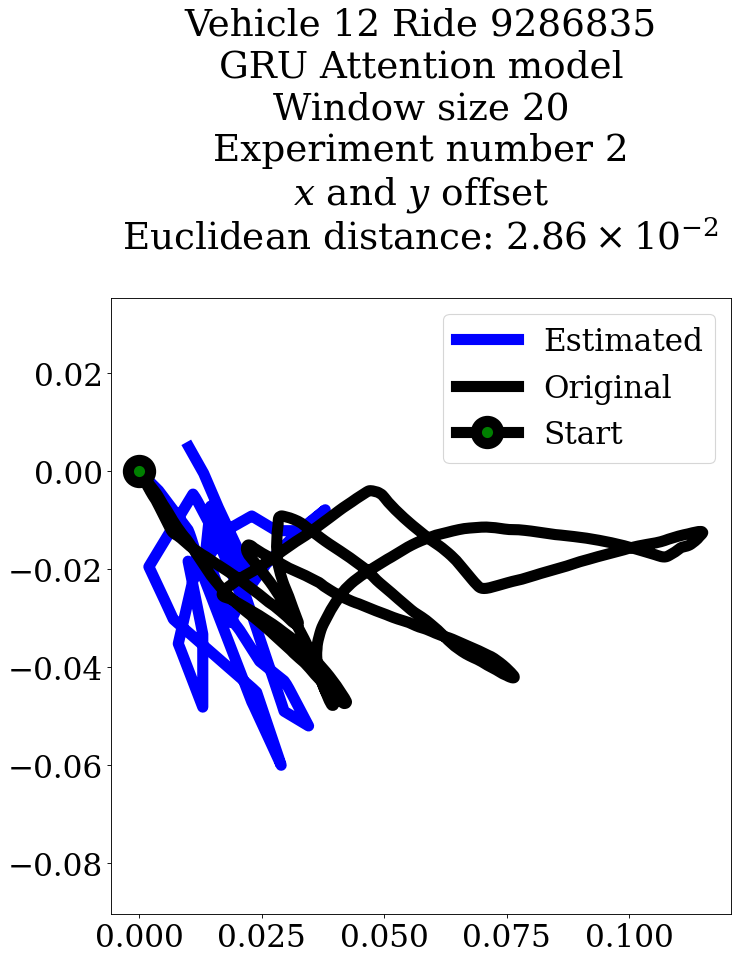 Vehicle 12 Ride 9286835
GRU Attention model
Window size 20
Experiment number 2
x and y offset
Euclidean distance: 2.86 × 10⁻²
Estimated
Original
Start
0.02
0.00
−0.02
−0.04
−0.06
−0.08
0.000 0.025 0.050 0.075 0.100